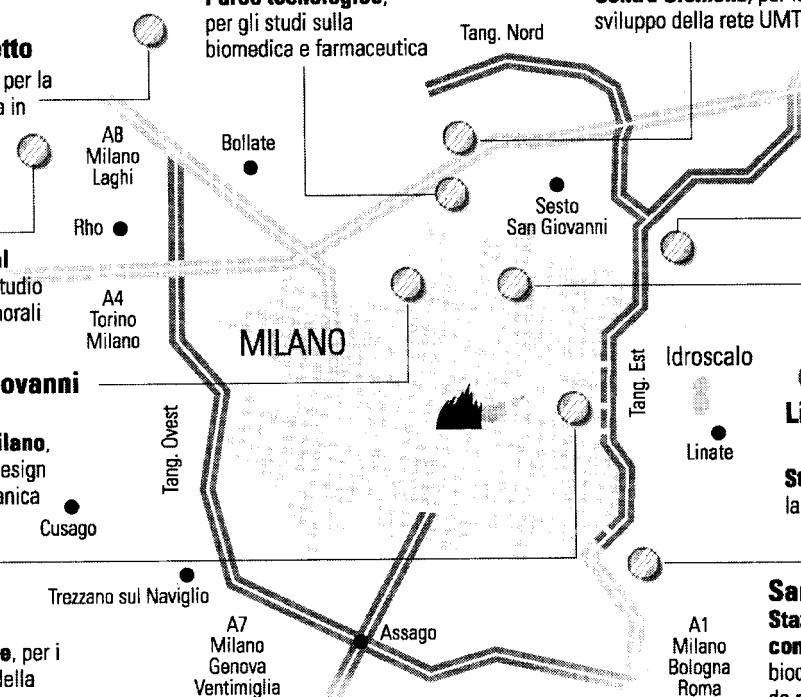 per gli studi sulla
biomedica e farmaceutica
sviluppo della rete UMT
Tang. Nord
etto
per la
a in
A8
Milano
Laghi
Bollate
Rho
Sesto
San Giovanni
al
tudio
norali
A4
Torino
Milano
MILANO
iovanni
Tang. Est
Idroscalo
Li
Linate
ilano,
esign
anica
Tang. Ovest
Cusago
St
la
Trezzano sul Naviglio
A7
Milano
Genova
Ventimiglia
Assago
A1
Milano
Bologna
Roma
San
Staz
con
biod
e, per i
della